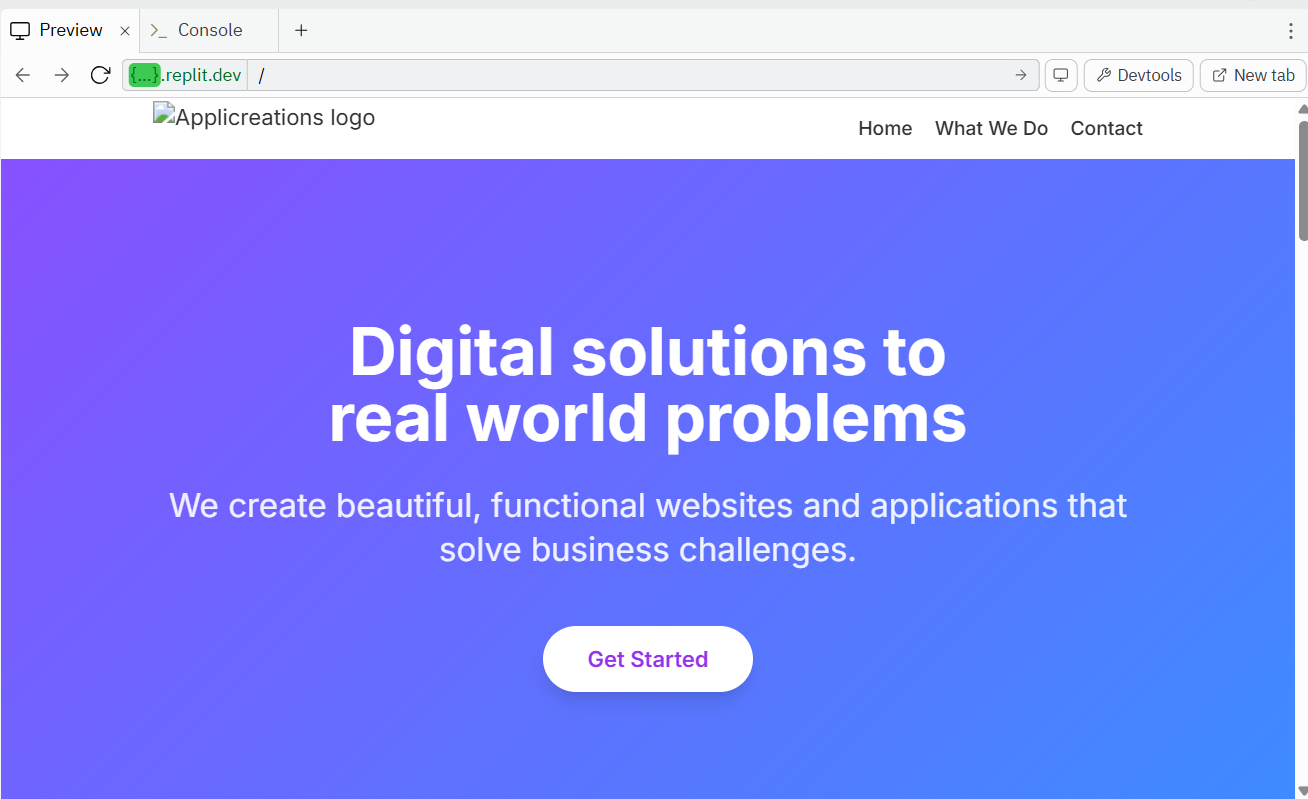 Preview
Console
{...}.replit.dev /
Devtools
New tab
Applicreations logo
Home What We Do Contact
Digital solutions to
real world problems
We create beautiful, functional websites and applications that
solve business challenges.
Get Started